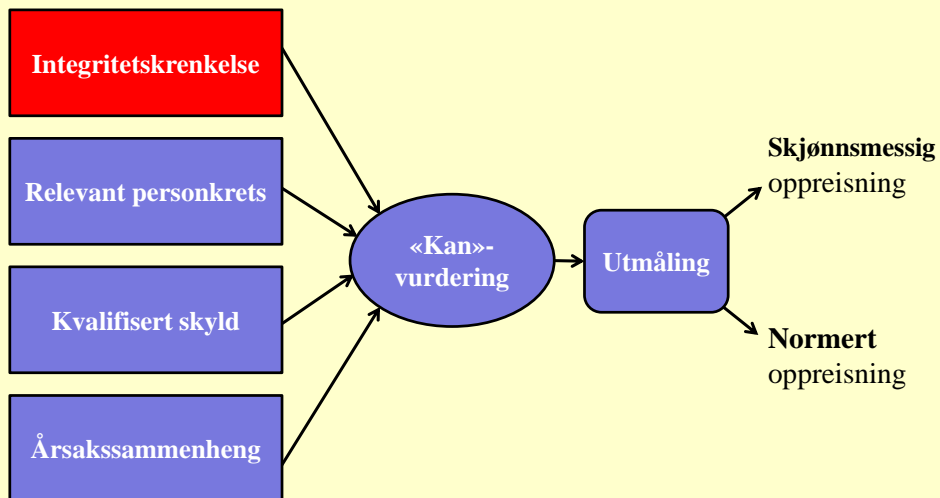 Integritetskrenkelse
Relevant personkrets
Kvalifisert skyld
Årsakssammenheng
«Kan»-
vurdering
Utmåling
Skjønnsmessig
oppreisning
Normert
oppreisning